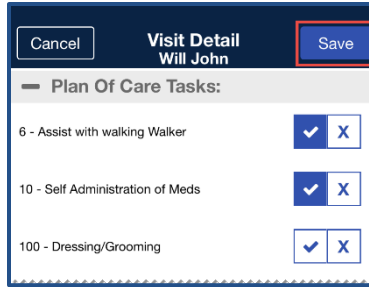 Cancel Visit Detail Save
Will John
Plan Of Care Tasks:
6 - Assist with walking Walker X
10 - Self Administration of Meds X
100 - Dressing/Grooming X